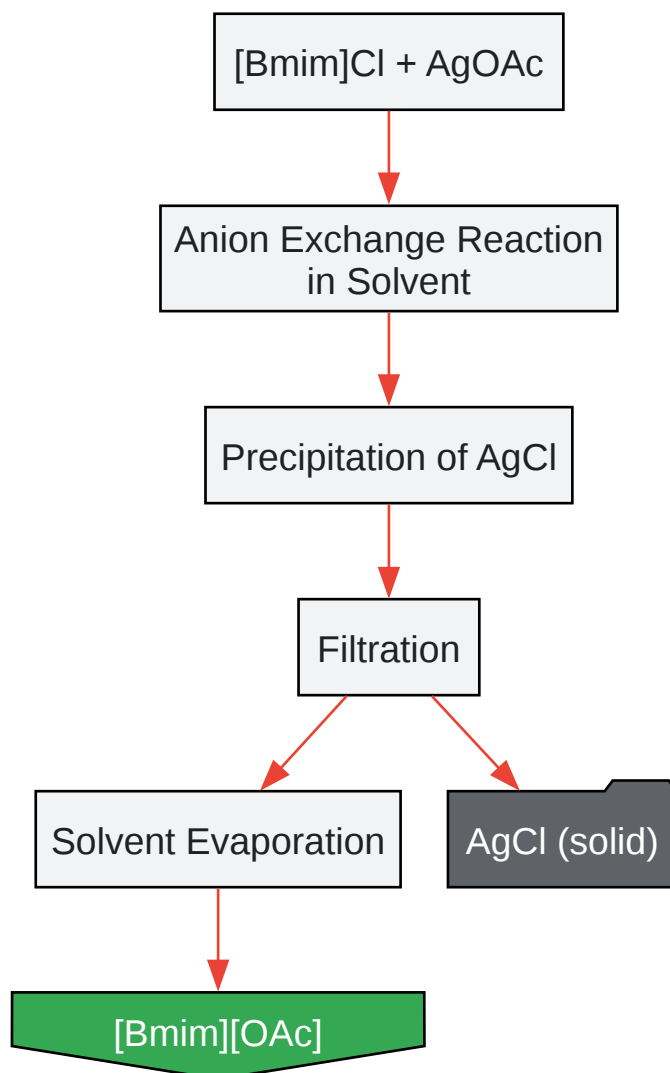 [Bmim]Cl + AgOAc
Anion Exchange Reaction
in Solvent
Precipitation of AgCl
Filtration
Solvent Evaporation
AgCl (solid)
[Bmim][OAc]